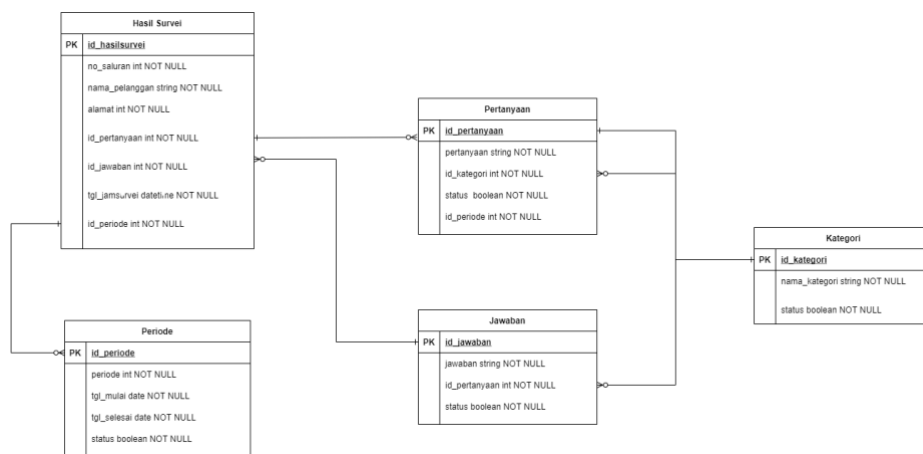 Hasil Survei
PK id_hasilsurvei
no_saluran int NOT NULL
nama_pelanggan string NOT NULL
alamat int NOT NULL
id_pertanyaan int NOT NULL
id_jawaban int NOT NULL
tgl_jamsurvei datetime NOT NULL
id_periode int NOT NULL
Pertanyaan
PK id_pertanyaan
pertanyaan string NOT NULL
id_kategori int NOT NULL
status boolean NOT NULL
id_periode int NOT NULL
Kategori
PK id_kategori
nama_kategori string NOT NULL
status boolean NOT NULL
Periode
PK id_periode
periode int NOT NULL
tgl_mulai date NOT NULL
tgl_selesai date NOT NULL
status boolean NOT NULL
Jawaban
PK id_jawaban
jawaban string NOT NULL
id_pertanyaan int NOT NULL
status boolean NOT NULL